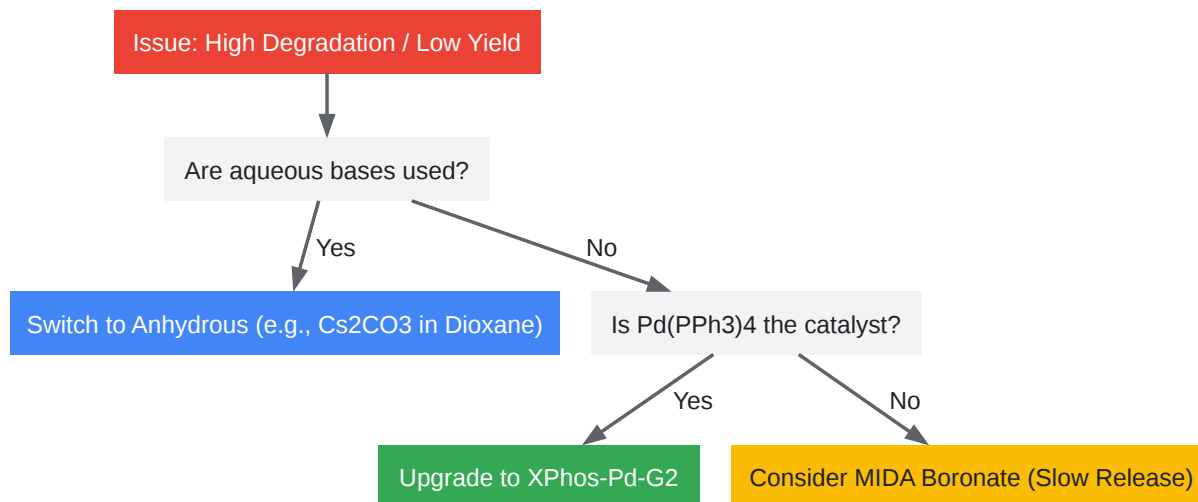 Issue: High Degradation / Low Yield
Are aqueous bases used?
Yes
No
Switch to Anhydrous (e.g., Cs2CO3 in Dioxane)
Is Pd(PPh3)4 the catalyst?
Yes
No
Upgrade to XPhos-Pd-G2
Consider MIDA Boronate (Slow Release)